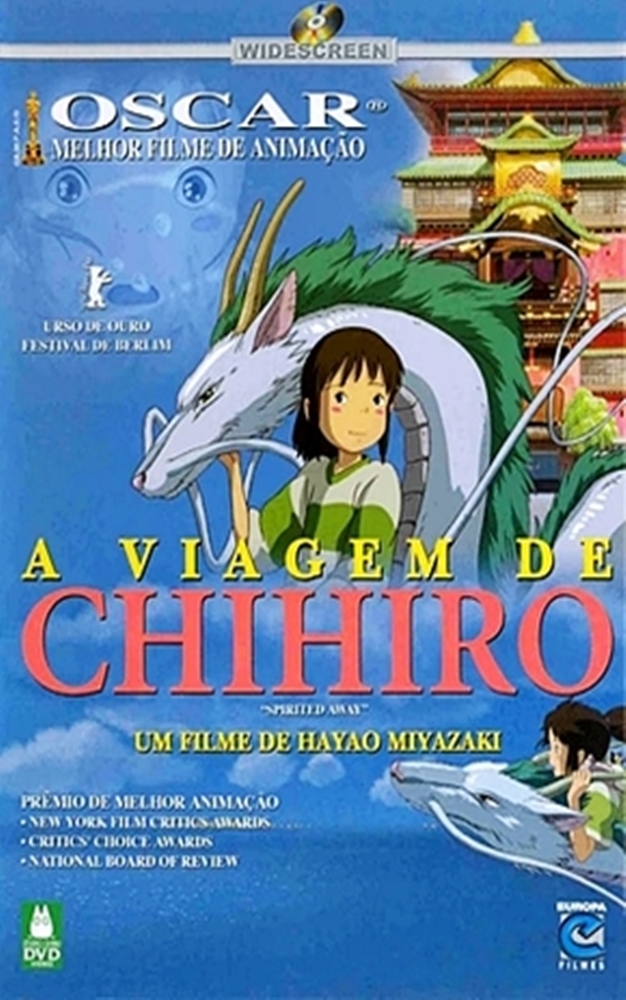 WIDESCREEN
OSCAR®
MELHOR FILME DE ANIMAÇÃO
URSO DE OURO
FESTIVAL DE BERLIM
A VIAGEM DE
CHIHIRO
"SPIRITED AWAY"
UM FILME DE HAYAO MIYAZAKI
PRÊMIO DE MELHOR ANIMAÇÃO
• NEW YORK FILM CRITICS AWARDS
• CRITICS' CHOICE AWARDS
• NATIONAL BOARD OF REVIEW
DVD
EUROPA
FILMES